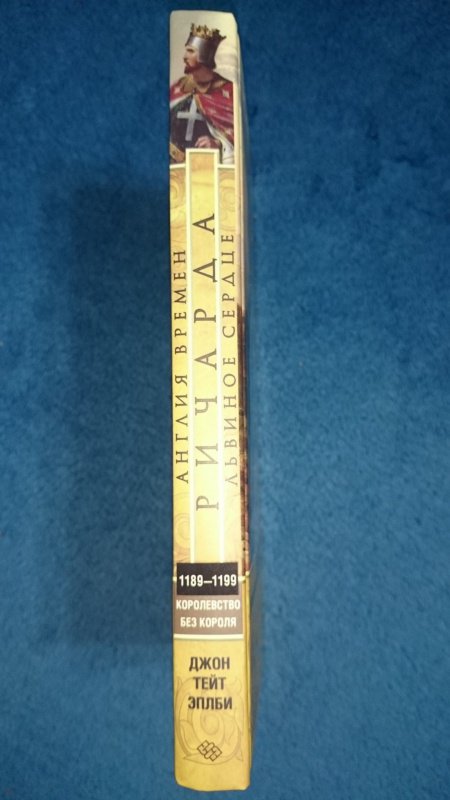 АНГЛИЯ ВРЕМЕН
РИЧАРДА
ЛЬВИНОЕ СЕРДЦЕ
1189–1199
КОРОЛЕВСТВО
БЕЗ КОРОЛЯ
ДЖОН
ТЕЙТ
ЭПЛБИ